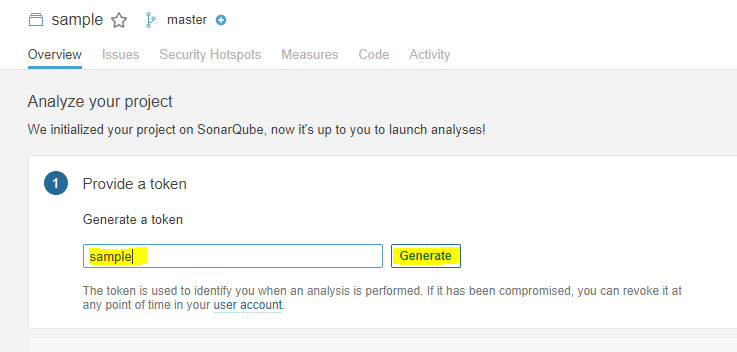 sample master
Overview Issues Security Hotspots Measures Code Activity
Analyze your project
We initialized your project on SonarQube, now it's up to you to launch analyses!
1 Provide a token
Generate a token
sample Generate
The token is used to identify you when an analysis is performed. If it has been compromised, you can revoke it at
any point of time in your user account.